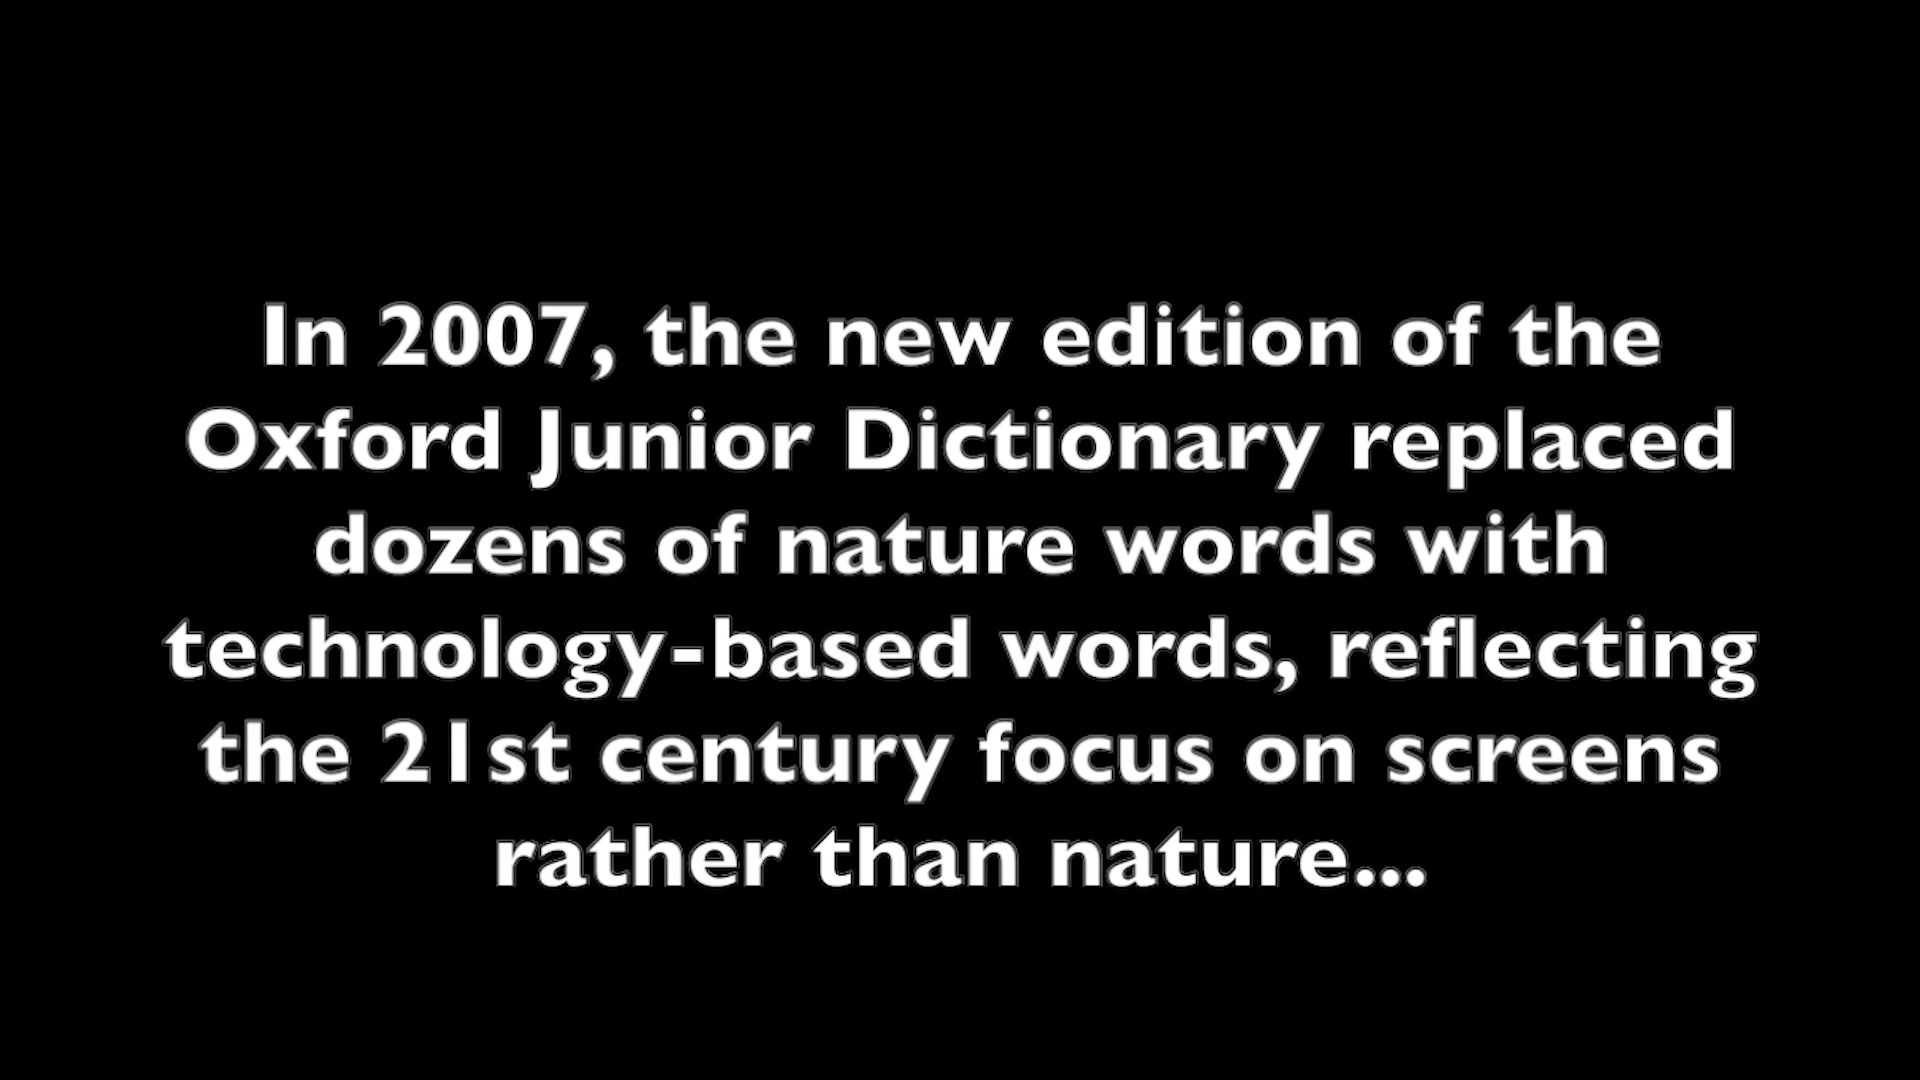 In 2007, the new edition of the
Oxford Junior Dictionary replaced
dozens of nature words with
technology-based words, reflecting
the 21st century focus on screens
rather than nature...